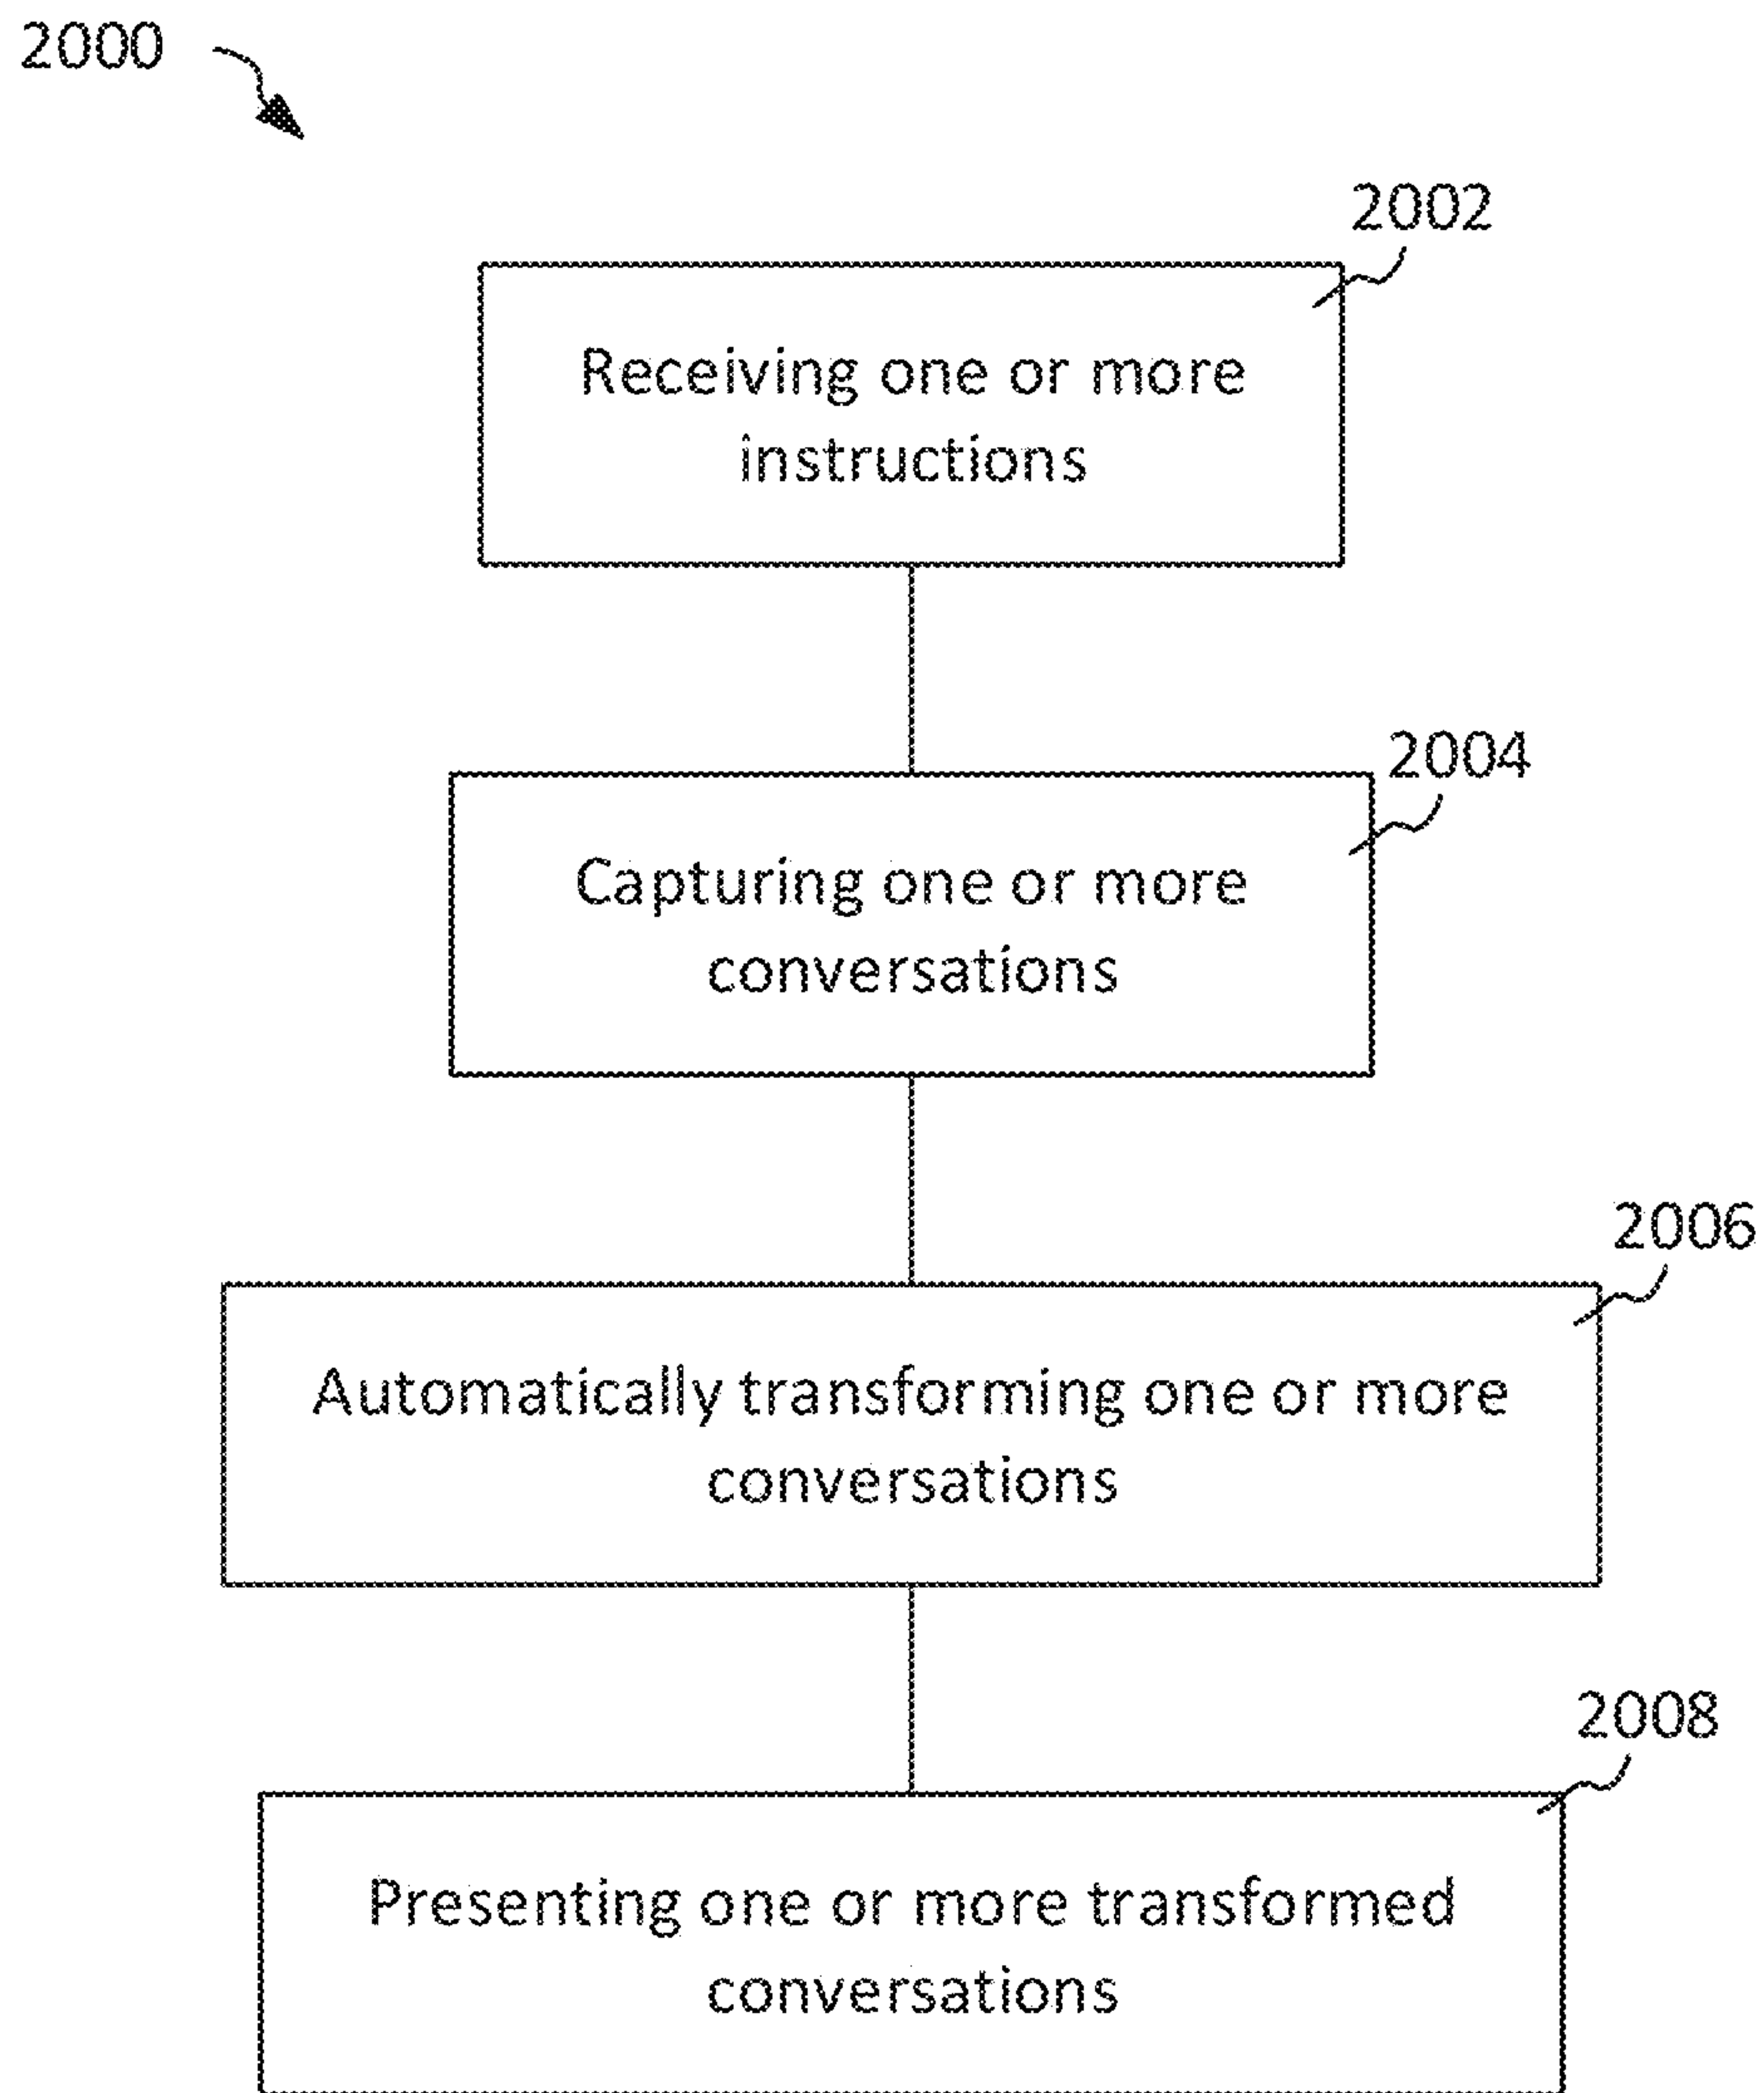 2000
2002
Receiving one or more
instructions
2004
Capturing one or more
conversations
2006
Automatically transforming one or more
conversations
2008
Presenting one or more transformed
conversations